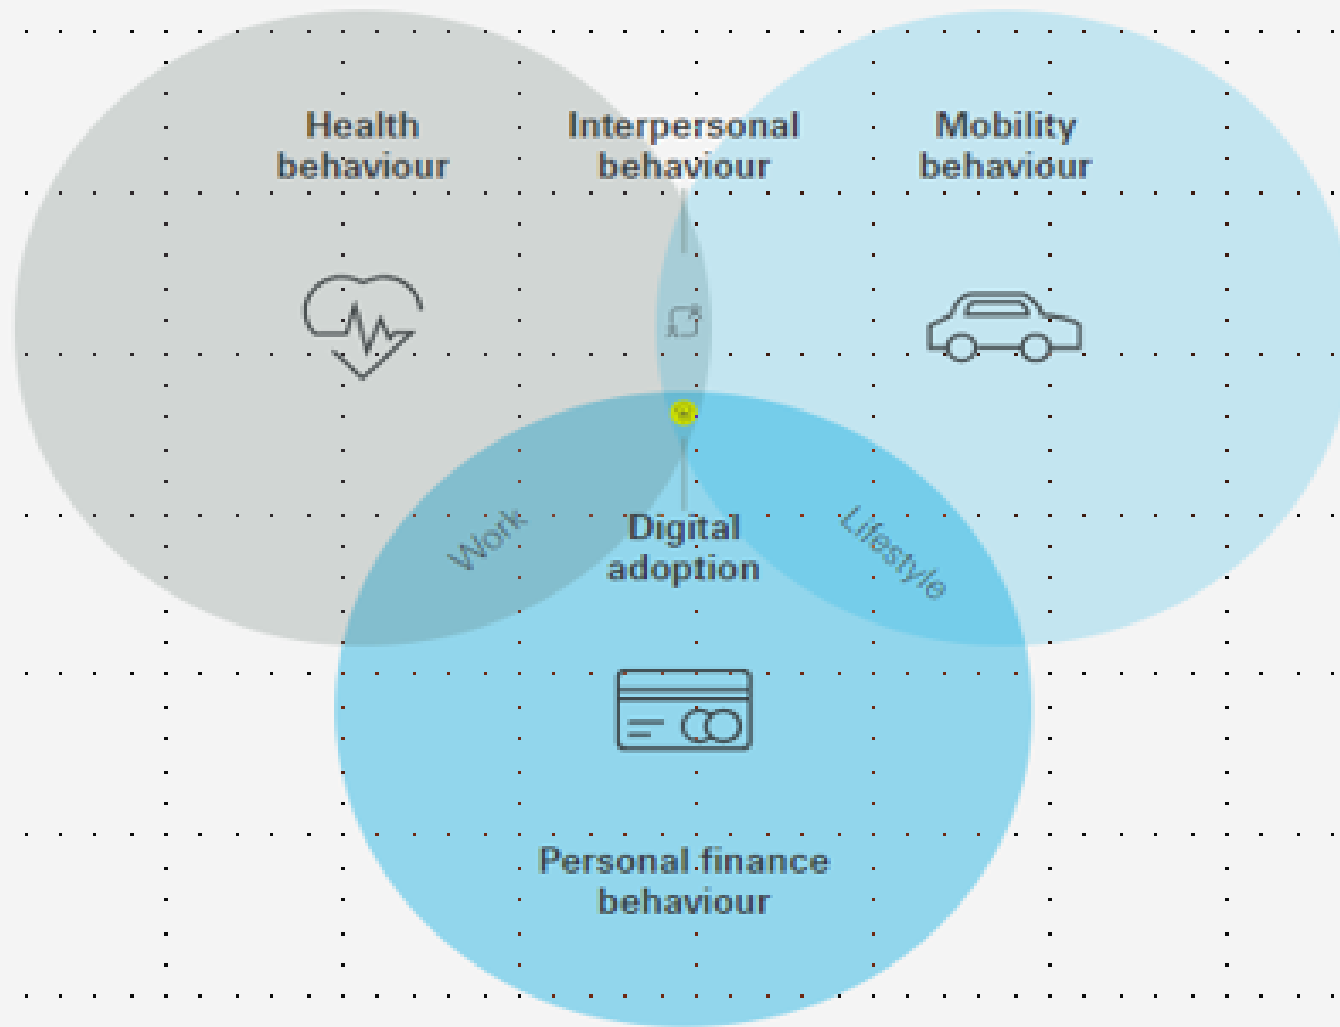 Health
behaviour
Interpersonal
behaviour
Mobility
behaviour
Work
Digital
adoption
Lifestyle
Personal finance
behaviour